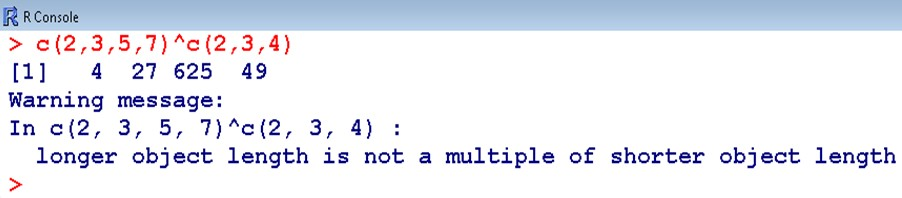 R Console
> c(2,3,5,7)^c(2,3,4)
[1]   4  27 625  49
Warning message:
In c(2, 3, 5, 7)^c(2, 3, 4) :
  longer object length is not a multiple of shorter object length
>